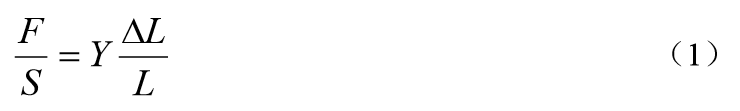 F/S = Y ΔL/L （1）